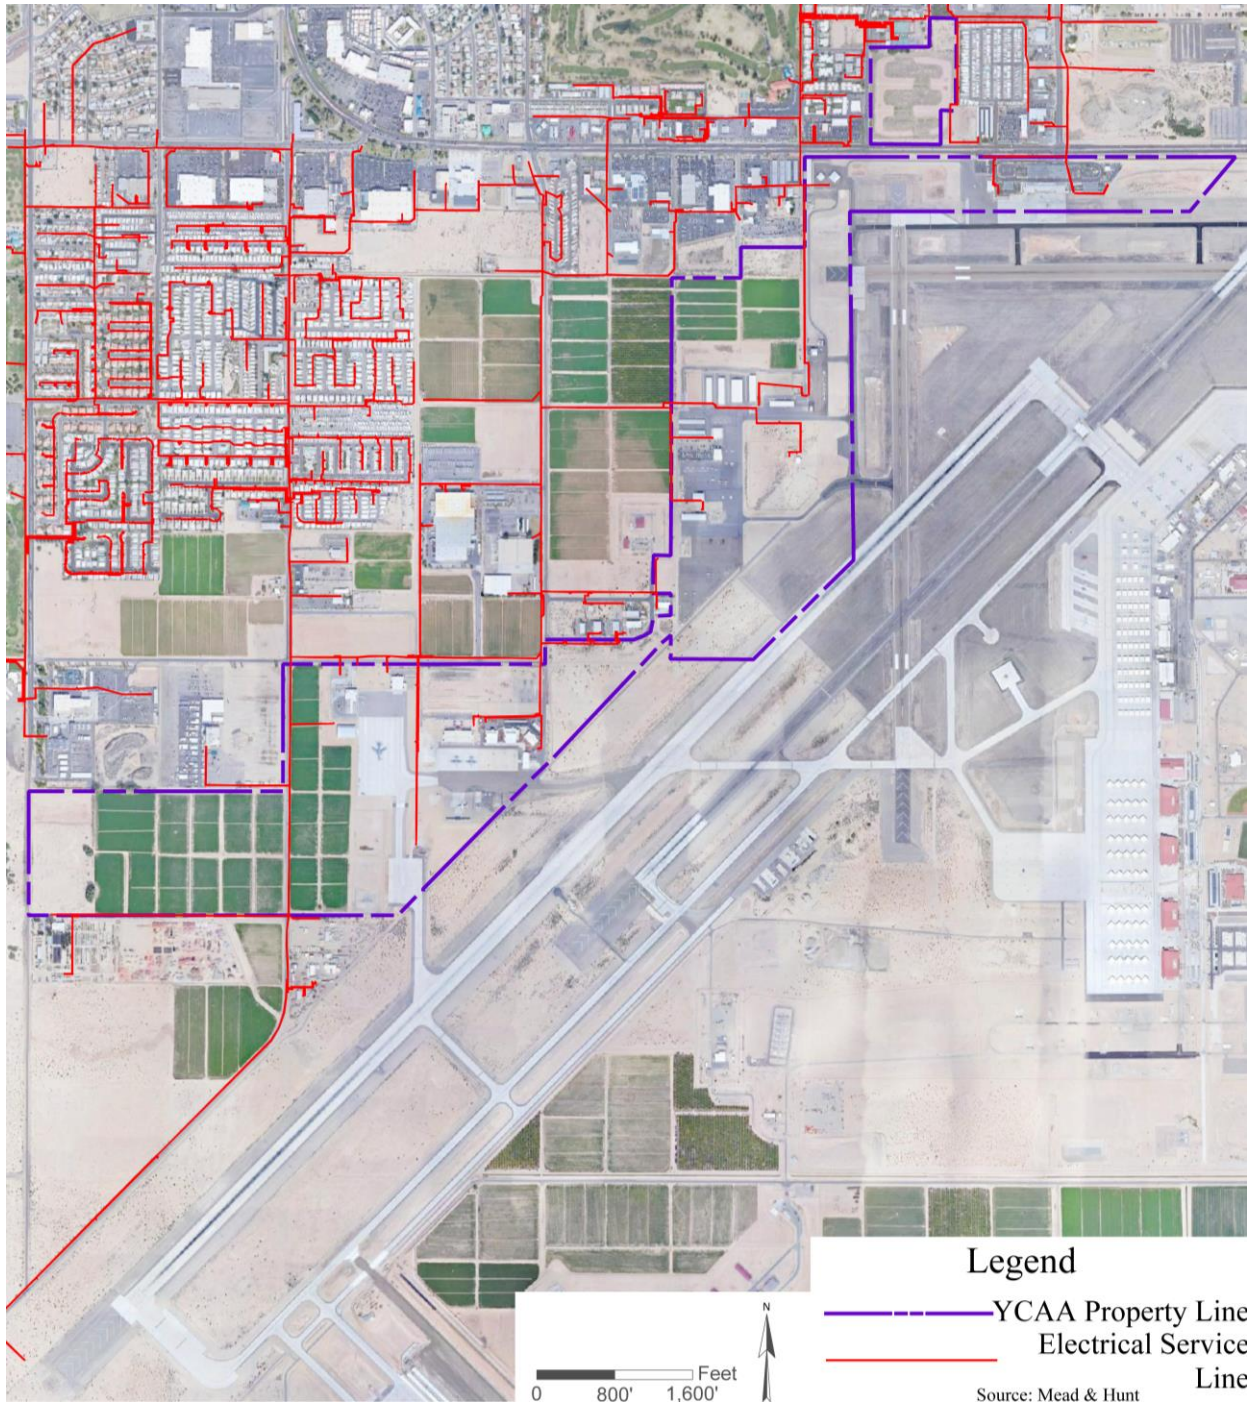 Legend
YCAA Property Line
Electrical Service
Line
Source: Mead & Hunt
N
Feet
0 800' 1,600'